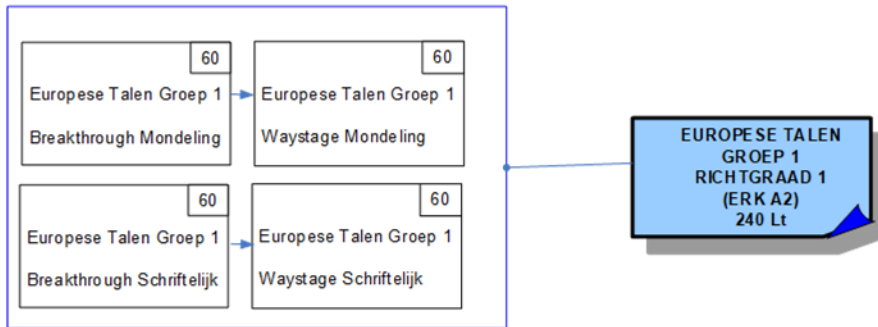 60
Europese Talen Groep 1
Breakthrough Mondeling
60
Europese Talen Groep 1
Waystage Mondeling
60
Europese Talen Groep 1
Breakthrough Schriftelijk
60
Europese Talen Groep 1
Waystage Schriftelijk
EUROPESE TALEN
GROEP 1
RICHTGRAAD 1
(ERK A2)
240 Lt